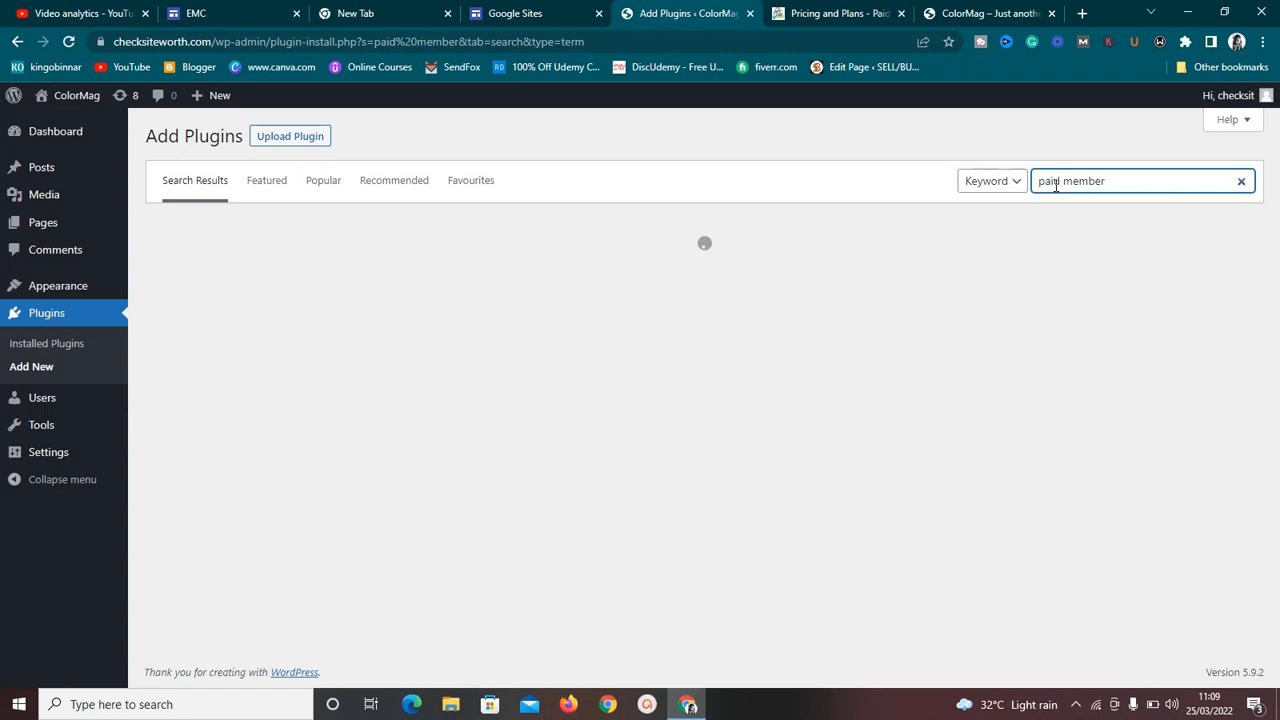 Video analytics - YouTu
EMC
New Tab
Google Sites
Add Plugins ‹ ColorMag
Pricing and Plans - Paid
ColorMag – Just anothe
checksiteworth.com/wp-admin/plugin-install.php?s=paid%20member&tab=search&type=term
kingobinnar
YouTube
Blogger
www.canva.com
Online Courses
SendFox
100% Off Udemy C...
DiscUdemy - Free U...
fiverr.com
Edit Page ‹ SELL/BU...
Other bookmarks
ColorMag
8
0
New
Hi, checksit
Dashboard
Posts
Media
Pages
Comments
Appearance
Plugins
Installed Plugins
Add New
Users
Tools
Settings
Collapse menu
Help
Add Plugins
Upload Plugin
Search Results
Featured
Popular
Recommended
Favourites
Keyword
paid member
Thank you for creating with WordPress.
Version 5.9.2
Type here to search
32°C Light rain
11:09
25/03/2022